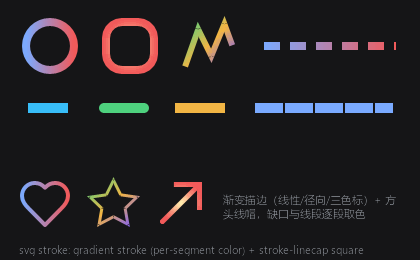 渐变描边（线性/径向/三色标）+ 方
头线帽，缺口与线段逐段取色
svg stroke: gradient stroke (per-segment color) + stroke-linecap square